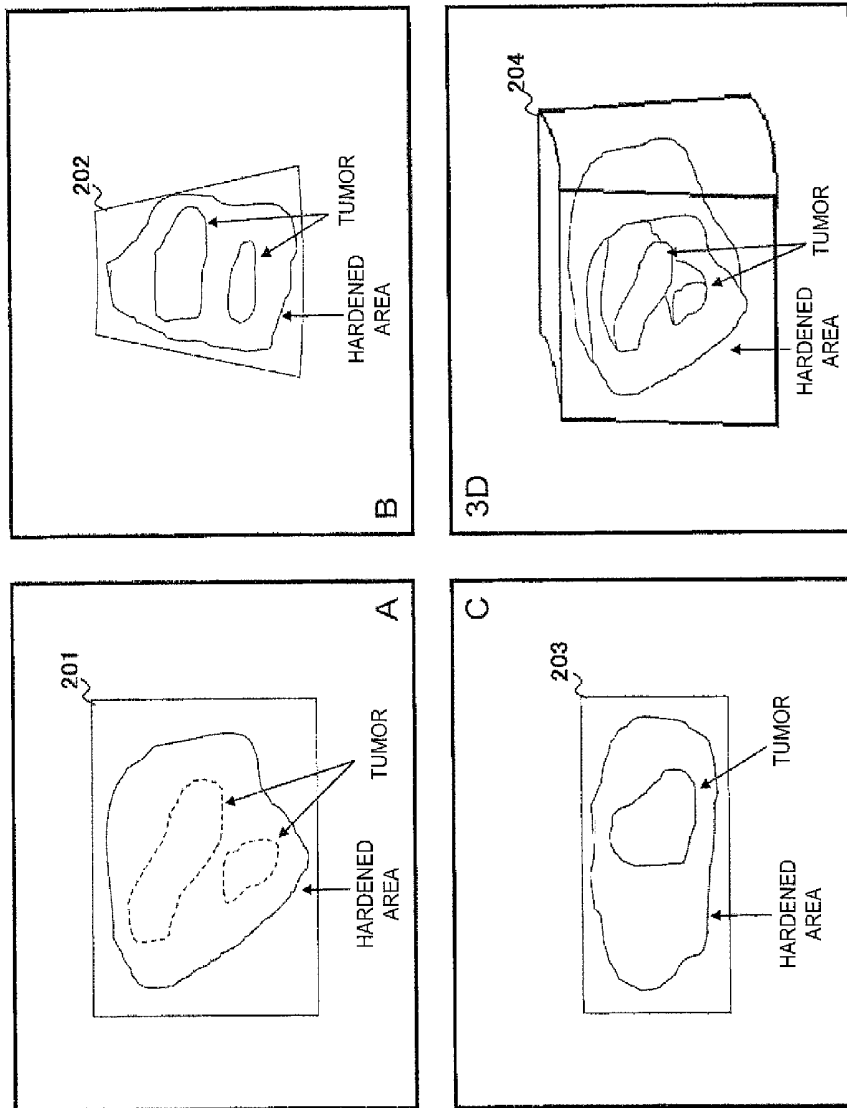 201
TUMOR
HARDENED
AREA
A
202
TUMOR
HARDENED
AREA
B
203
TUMOR
HARDENED
AREA
C
204
TUMOR
HARDENED
AREA
3D